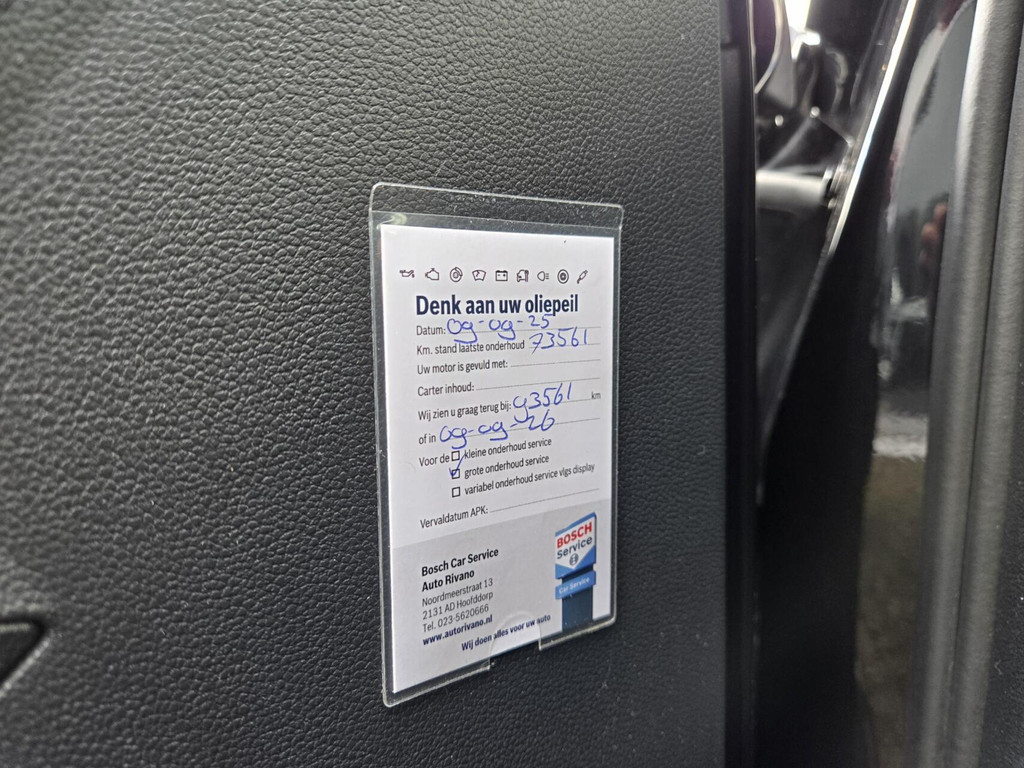 Denk aan uw oliepeil
Datum: 09-09-25
Km. stand laatste onderhoud 73561
Uw motor is gevuld met:
Carter inhoud:
Wij zien u graag terug bij: 93561 km
of in 09-09-26
Voor de kleine onderhoud service
grote onderhoud service
variabel onderhoud service vlgs display
Vervaldatum APK:
Bosch Car Service
Auto Rivano
Noordmeerstraat 13
2131 AD Hoofddorp
Tel. 023-5620666
www.autorivano.nl
BOSCH
Service
Car Service
Wij doen alles voor uw auto